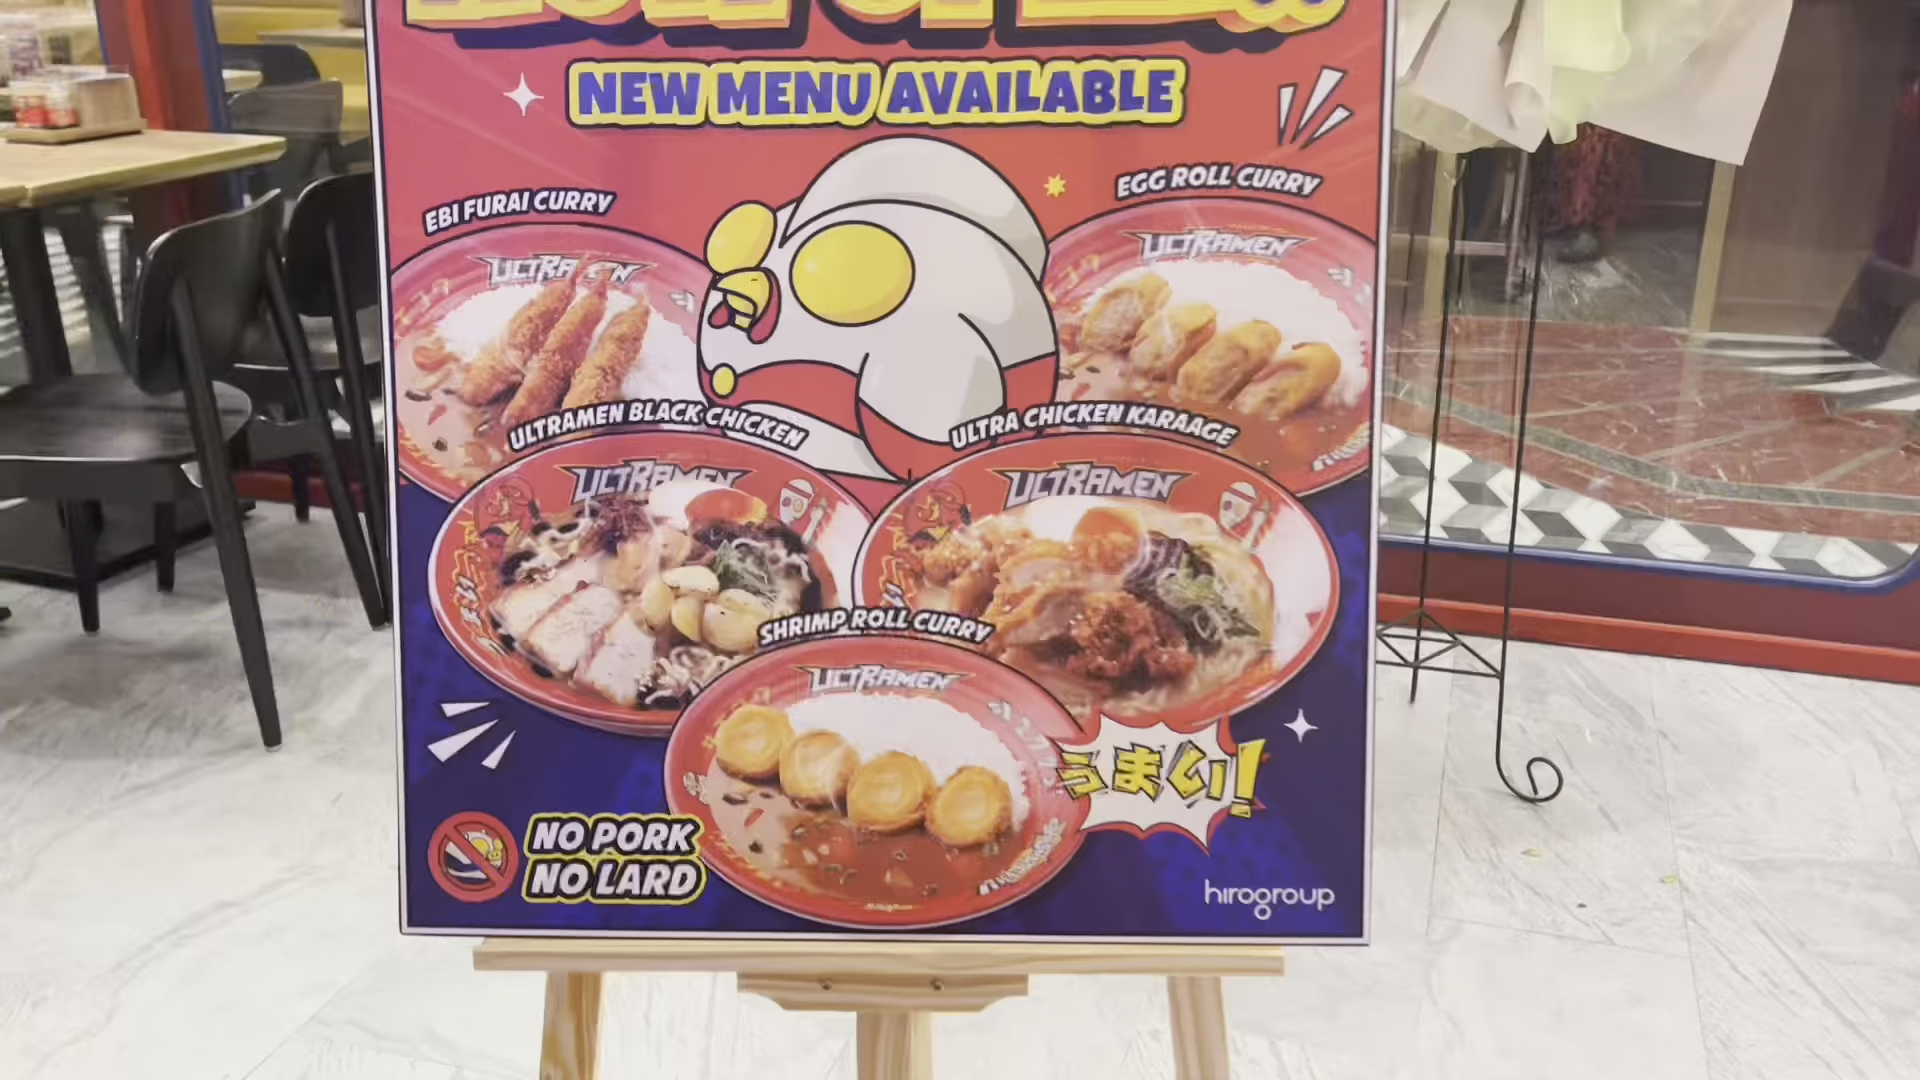 NEW MENU AVAILABLE
EBI FURAI CURRY
EGG ROLL CURRY
ULTRAMEN
ULTRAMEN
ULTRAMEN BLACK CHICKEN
ULTRA CHICKEN KARAAGE
ULTRAMEN
ULTRAMEN
SHRIMP ROLL CURRY
ULTRAMEN
うまい!
NO PORK
NO LARD
hirogroup